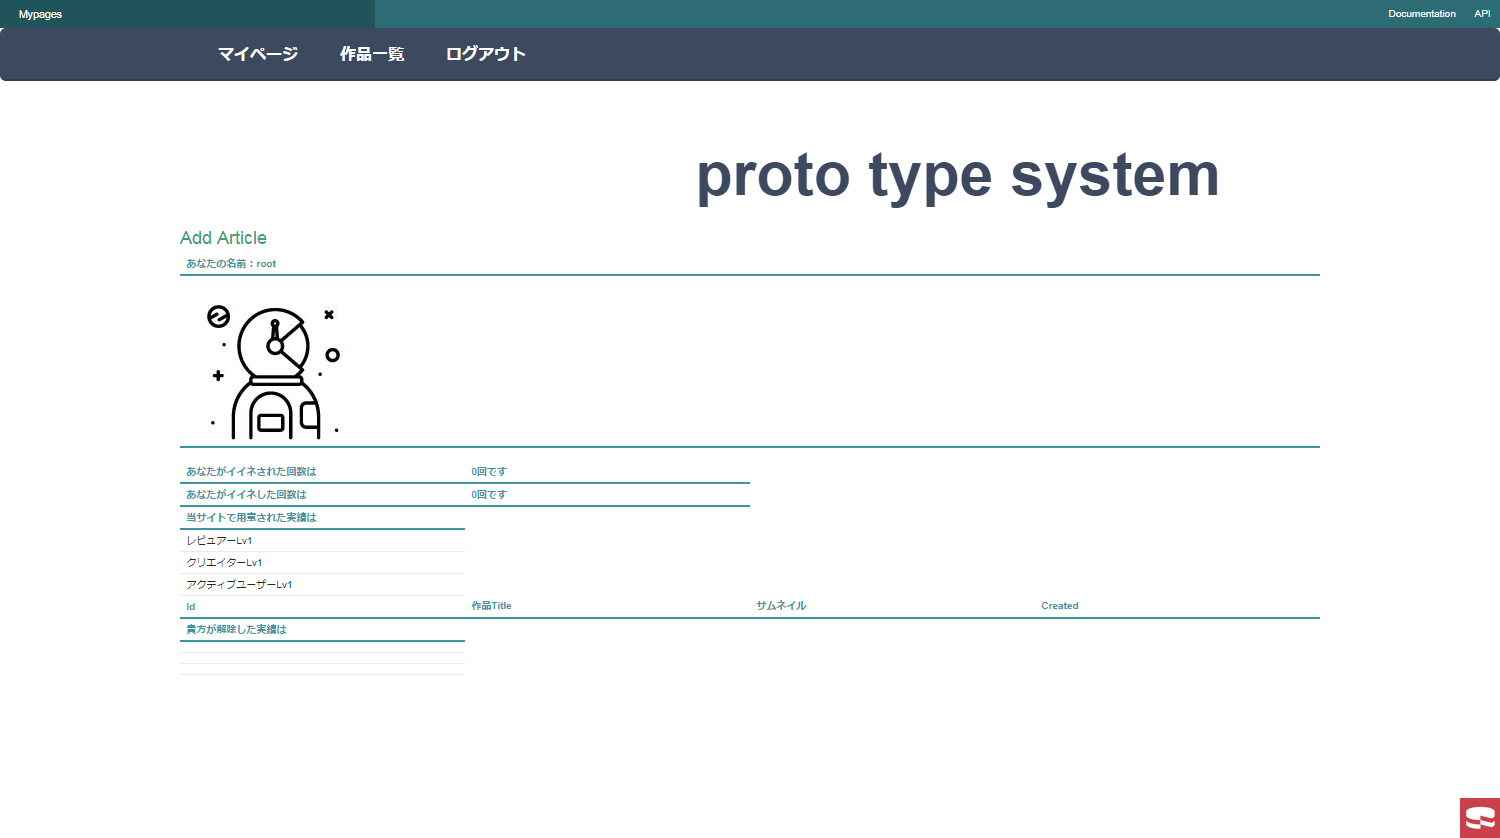 Mypages Documentation API
マイページ 作品一覧 ログアウト
proto type system
Add Article
あなたの名前：root
あなたがイイネされた回数は 0回です
あなたがイイネした回数は 0回です
当サイトで用意された実績は
レビュアーLv1
クリエイターLv1
アクティブユーザーLv1
Id 作品Title サムネイル Created
貴方が解除した実績は